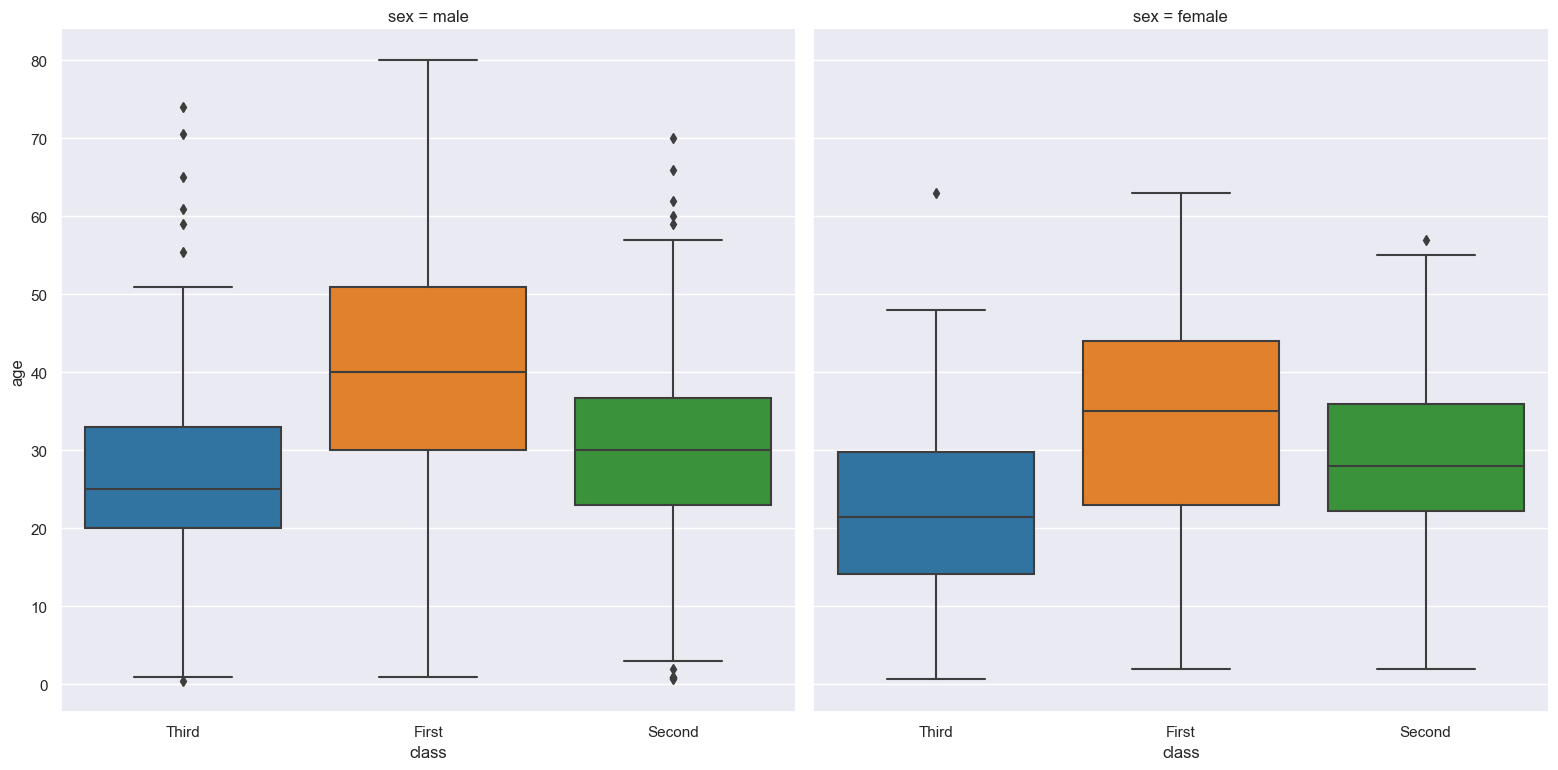 sex = male
sex = female
age
80
70
60
50
40
30
20
10
0
Third
First
Second
class
Third
First
Second
class